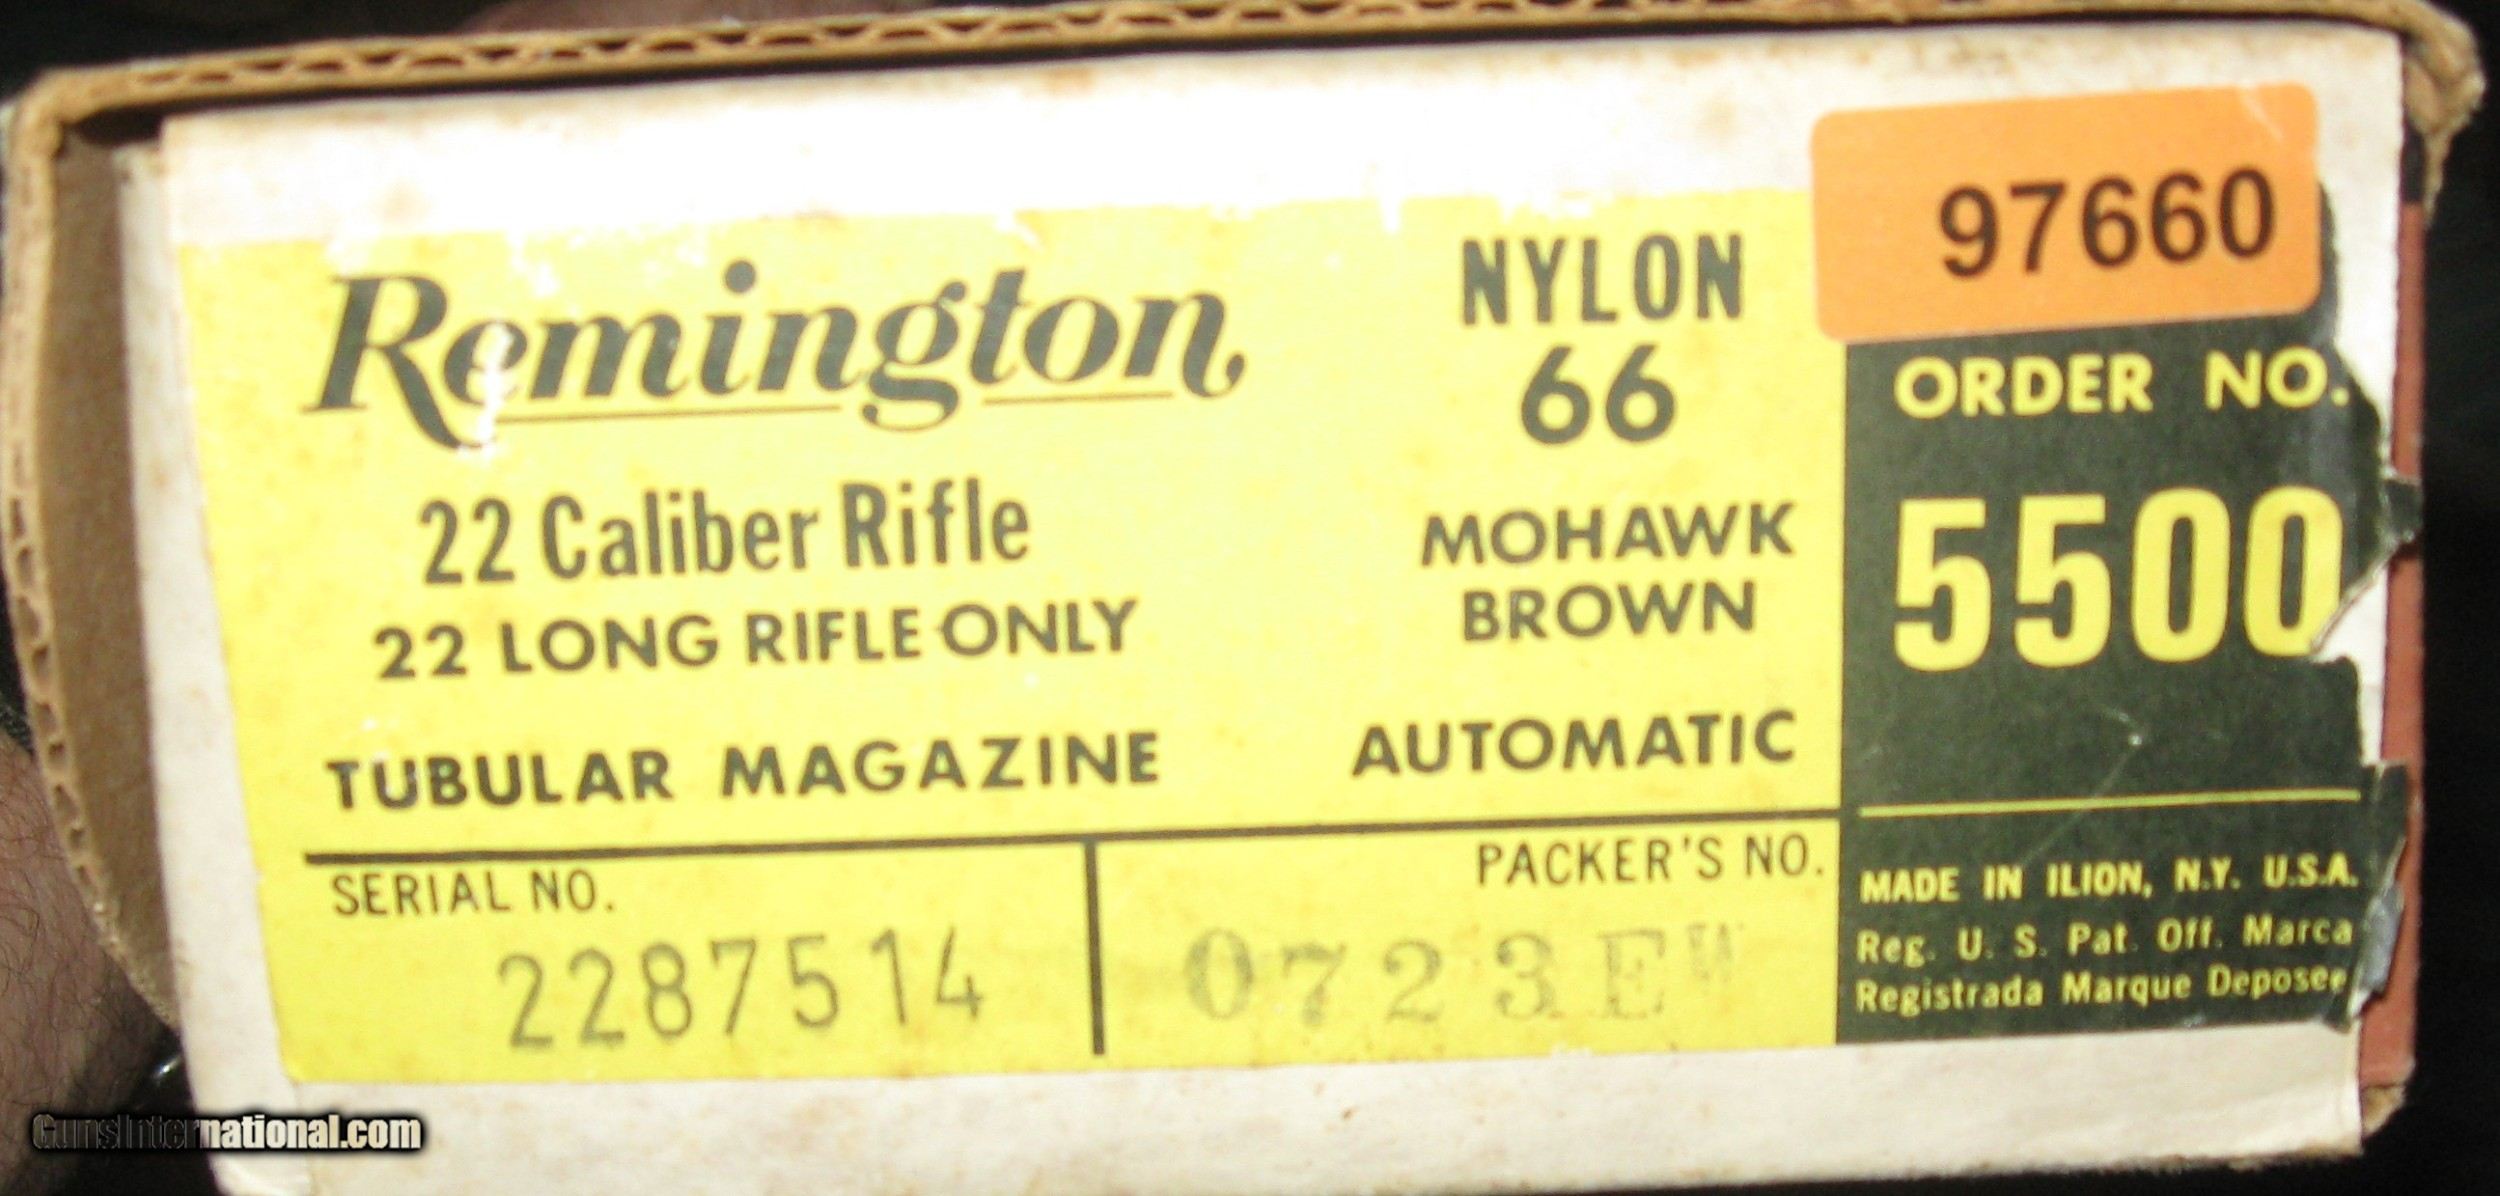 Remington,
22 Caliber Rifle
22 LONG RIFLE ONLY
TUBULAR MAGAZINE
NYLON
66
MOHAWK
BROWN
AUTOMATIC
97660
ORDER NO.
5500
SERIAL NO.
2287514
PACKER'S NO.
0723EW
MADE IN ILION, N.Y. U.S.A.
Reg. U. S. Pat. Off. Marca
Registrada Marque Deposee
GunsInternational.com